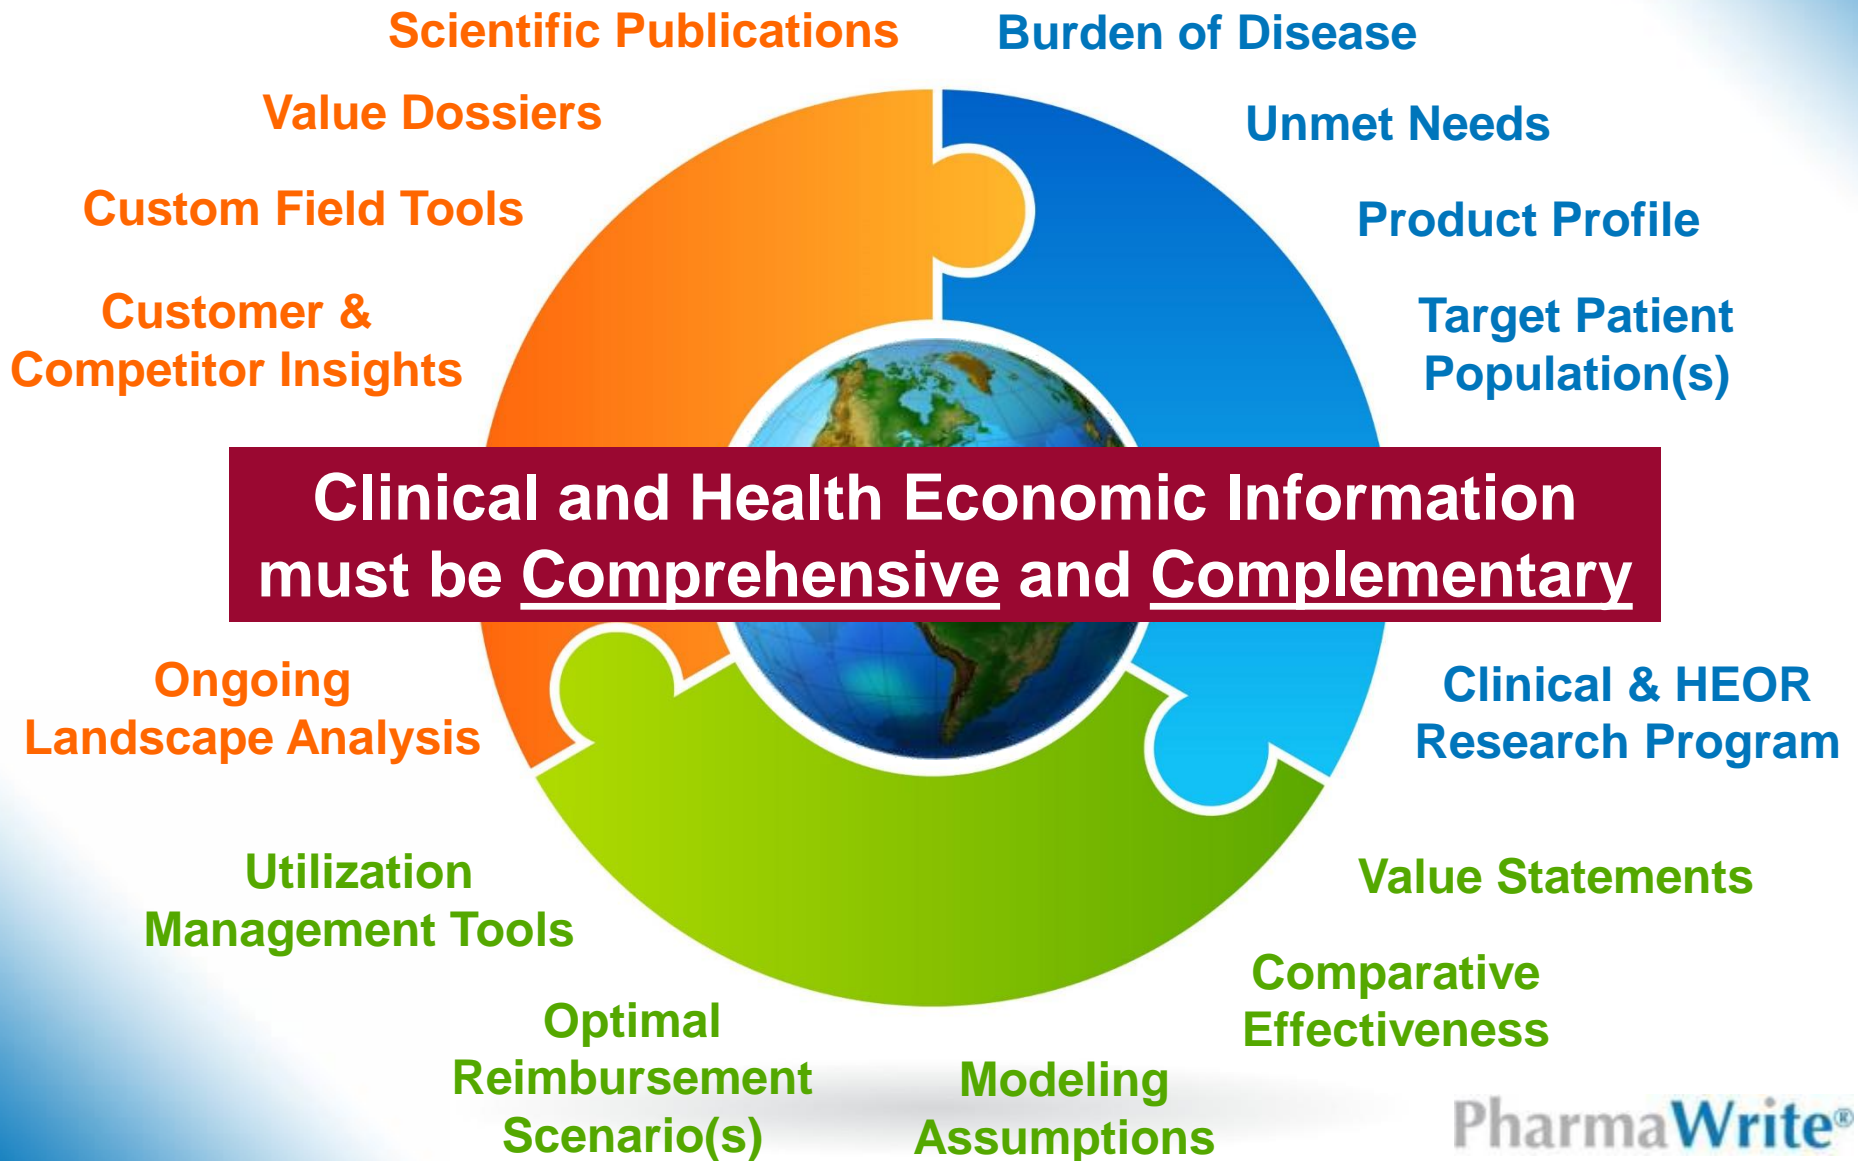 Scientific Publications
Burden of Disease
Value Dossiers
Unmet Needs
Custom Field Tools
Product Profile
Customer &
Competitor Insights
Target Patient
Population(s)
Clinical and Health Economic Information
must be Comprehensive and Complementary
Ongoing
Landscape Analysis
Clinical & HEOR
Research Program
Utilization
Management Tools
Value Statements
Comparative
Effectiveness
Optimal
Reimbursement
Scenario(s)
Modeling
Assumptions
PharmaWrite®